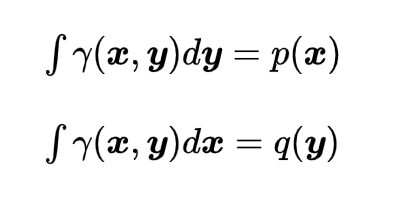 ∫ γ(𝒙, 𝒚)d𝒚 = p(𝒙)
∫ γ(𝒙, 𝒚)d𝒙 = q(𝒚)